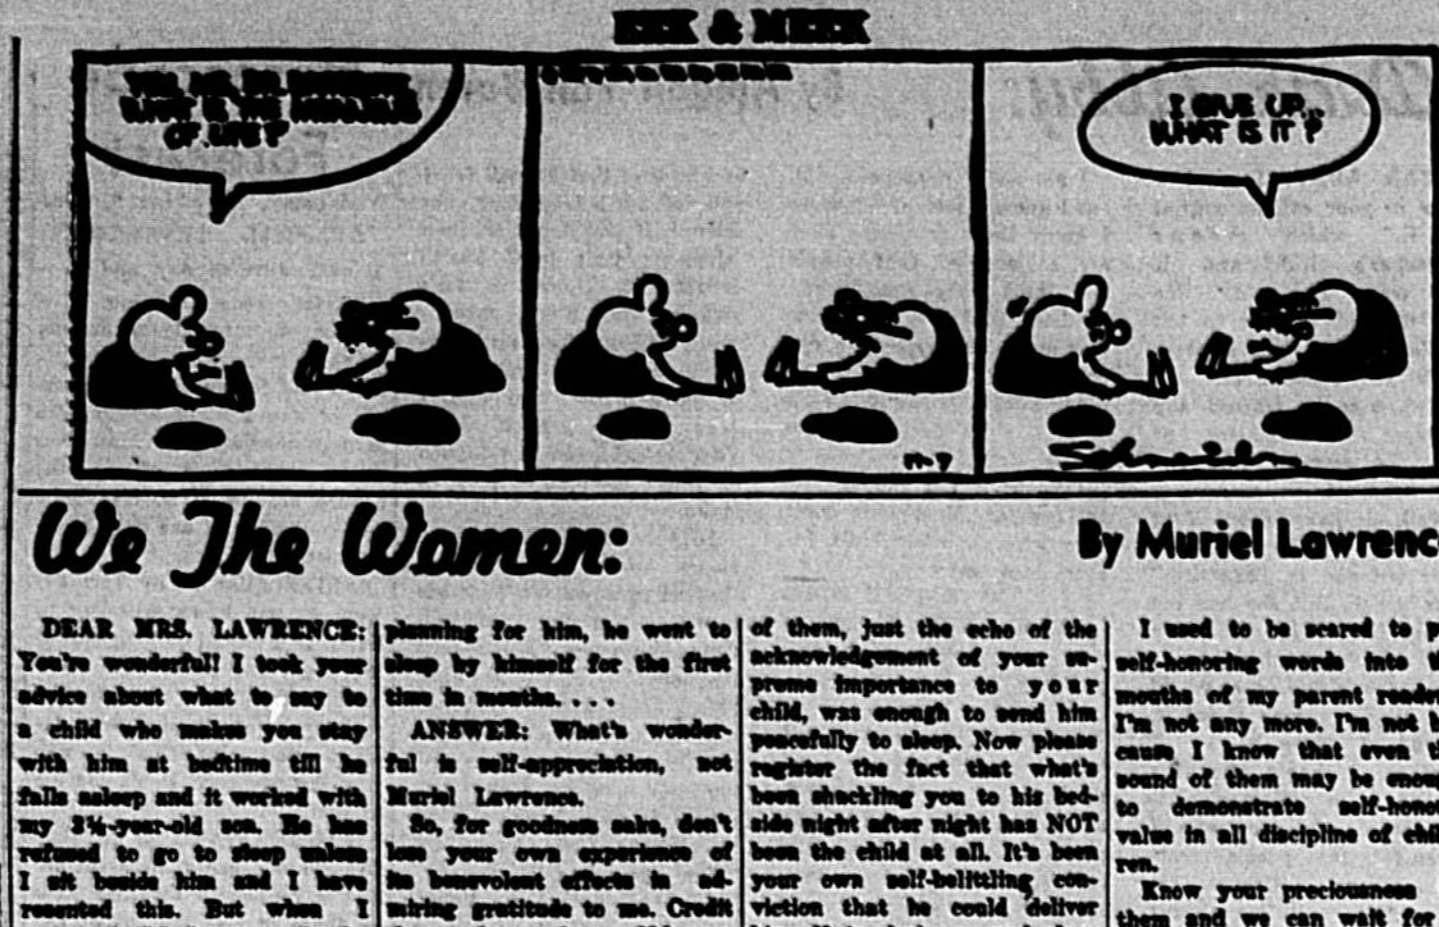 EEK & MEEK
WHAT IS THE MEANING
OF LIFE?
I GIVE UP...
WHAT IS IT?
11-7
We The Women:
By Muriel Lawrenc
DEAR MRS. LAWRENCE:
You're wonderful! I took your
advice about what to say to
a child who makes you stay
with him at bedtime till he
falls asleep and it worked with
my 3½-year-old son. He has
refused to go to sleep unless
I sit beside him and I have
resented this. But when I
planning for him, he went to
sleep by himself for the first
time in months. . . .
ANSWER: What's wonder-
ful is self-appreciation, not
Muriel Lawrence.
So, for goodness sake, don't
lose your own experience of
its benevolent effects in ad-
miring gratitude to me. Credit
of them, just the echo of the
acknowledgement of your su-
preme importance to your
child, was enough to send him
peacefully to sleep. Now please
register the fact that what's
been shackling you to his bed-
side night after night has NOT
been the child at all. It's been
your own self-belittling con-
viction that he could deliver
I used to be scared to p
self-honoring words into th
mouths of my parent reader
I'm not any more. I'm not b
cause I know that even th
sound of them may be enoug
to demonstrate self-honor
value in all discipline of chil
ren.
Know your preciousness
them and we can wait for